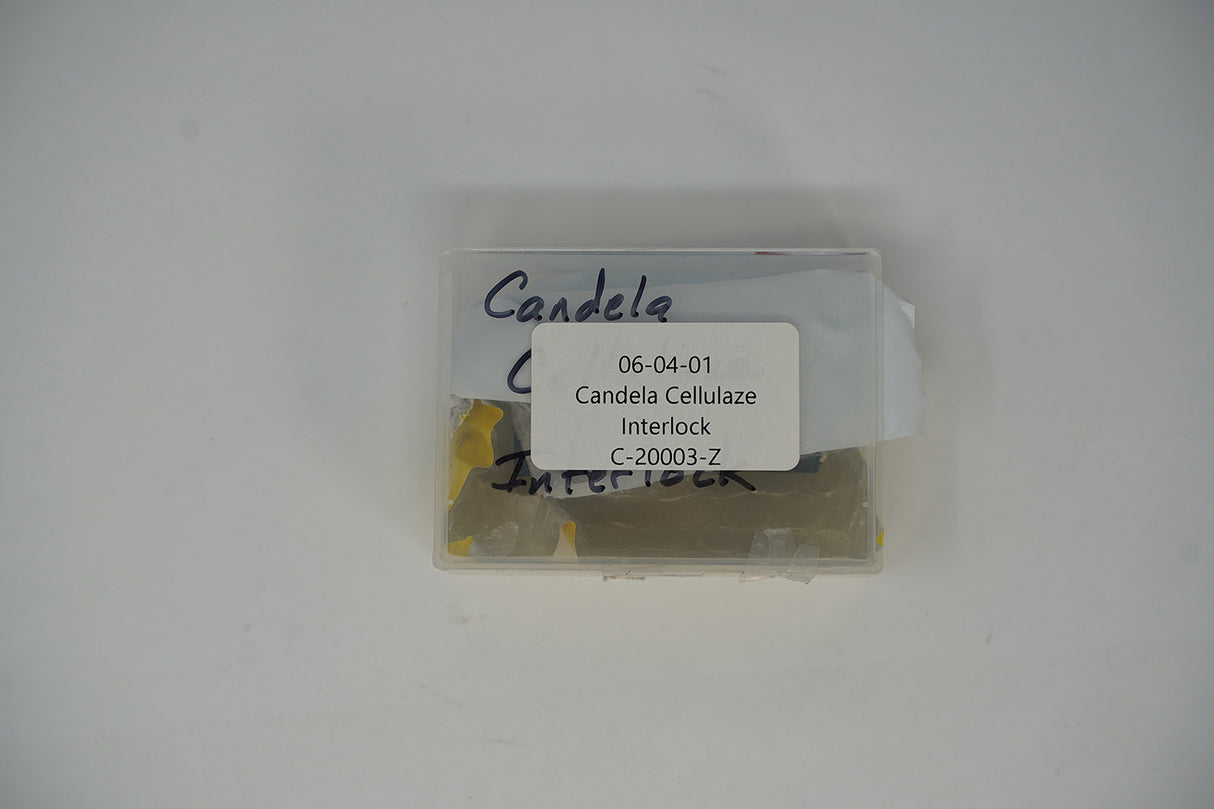 Candela
06-04-01
Candela Cellulaze
Interlock
C-20003-Z
Interlock